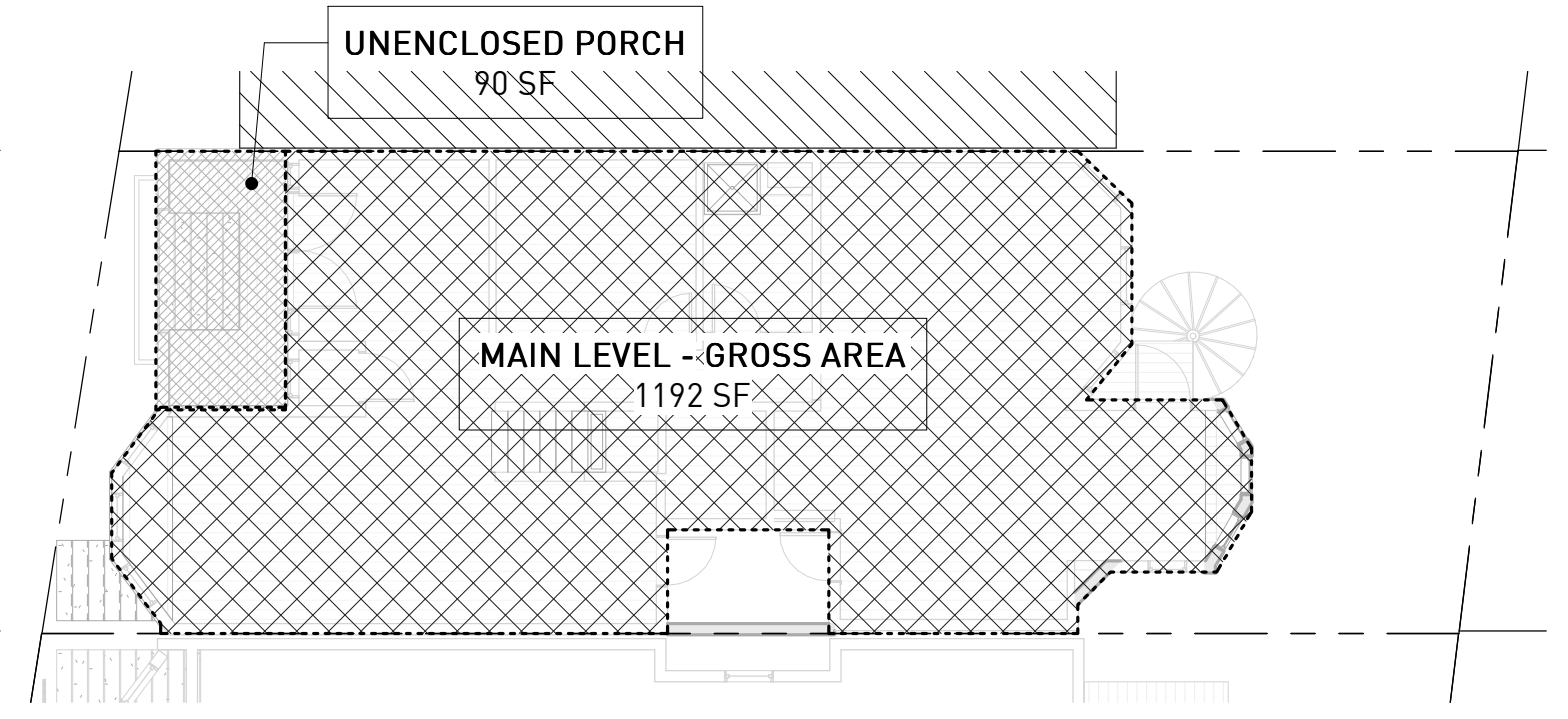 UNENCLOSED PORCH
90 SF
MAIN LEVEL - GROSS AREA
1192 SF